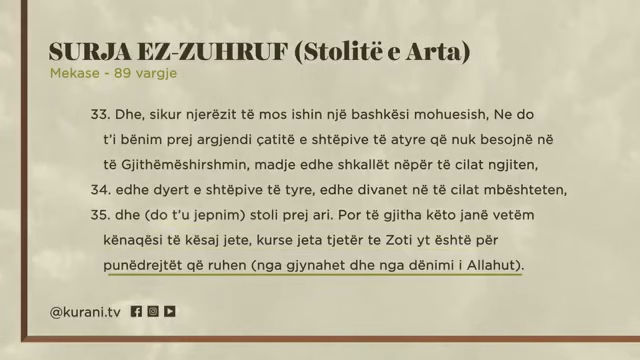 SURJA EZ-ZUHRUF (Stolitë e Arta)
Mekase - 89 vargje
33. Dhe, sikur njerëzit të mos ishin një bashkësi mohuesish, Ne do
t'i bënim prej argjendi çatitë e shtëpive të atyre që nuk besojnë në
të Gjithëmëshirshmin, madje edhe shkallët nëpër të cilat ngjiten,
34. edhe dyert e shtëpive të tyre, edhe divanet në të cilat mbështeten,
35. dhe (do t'u jepnim) stoli prej ari. Por të gjitha këto janë vetëm
kënaqësi të kësaj jete, kurse jeta tjetër te Zoti yt është për
punëdrejtët që ruhen (nga gjynahet dhe nga dënimi i Allahut).
@kurani.tv